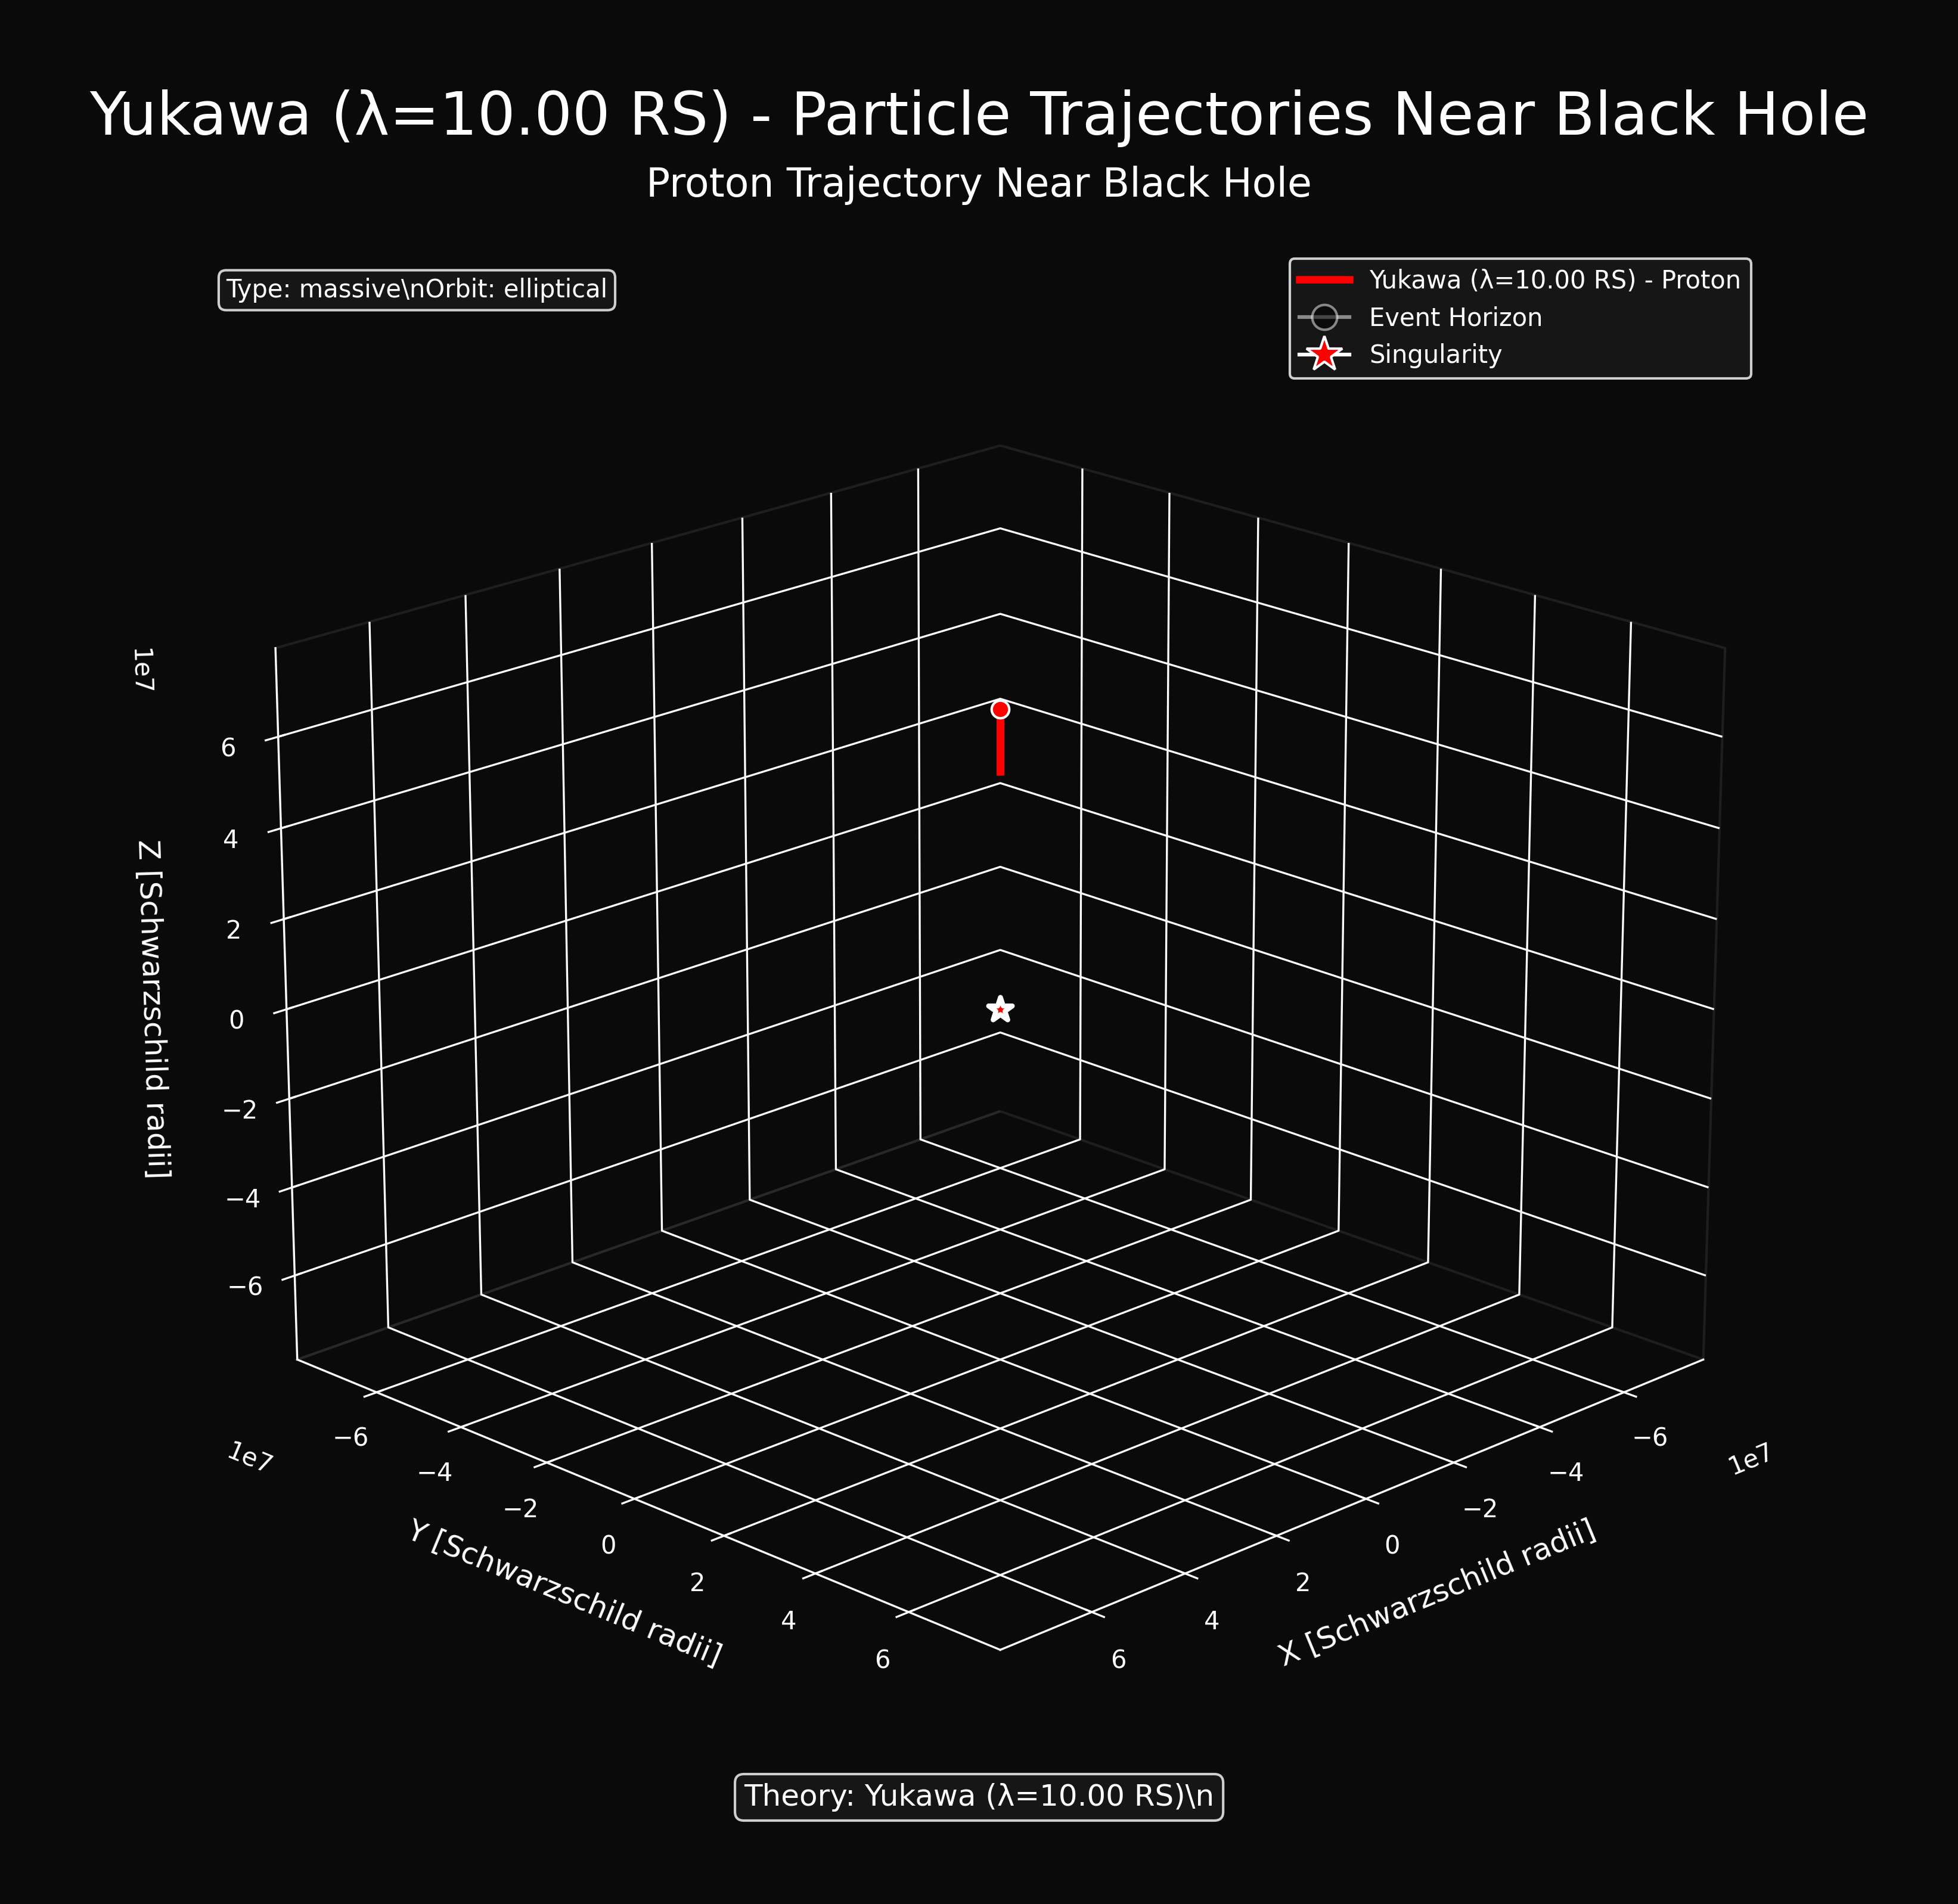 Yukawa (λ=10.00 RS) - Particle Trajectories Near Black Hole
Proton Trajectory Near Black Hole
Type: massive\nOrbit: elliptical
Yukawa (λ=10.00 RS) - Proton
Event Horizon
Singularity
1e7
6
4
2
0
−2
−4
−6
Z [Schwarzschild radii]
1e7
−6
−4
−2
0
2
4
6
Y [Schwarzschild radii]
1e7
−6
−4
−2
0
2
4
6
X [Schwarzschild radii]
Theory: Yukawa (λ=10.00 RS)\n